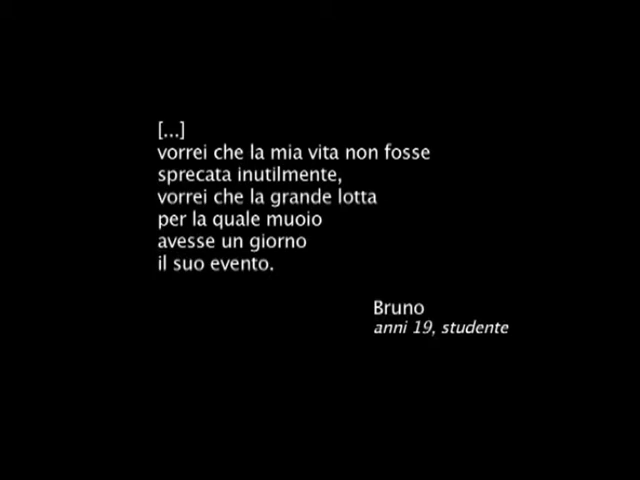 [...]
vorrei che la mia vita non fosse
sprecata inutilmente,
vorrei che la grande lotta
per la quale muoio
avesse un giorno
il suo evento.
Bruno
anni 19, studente